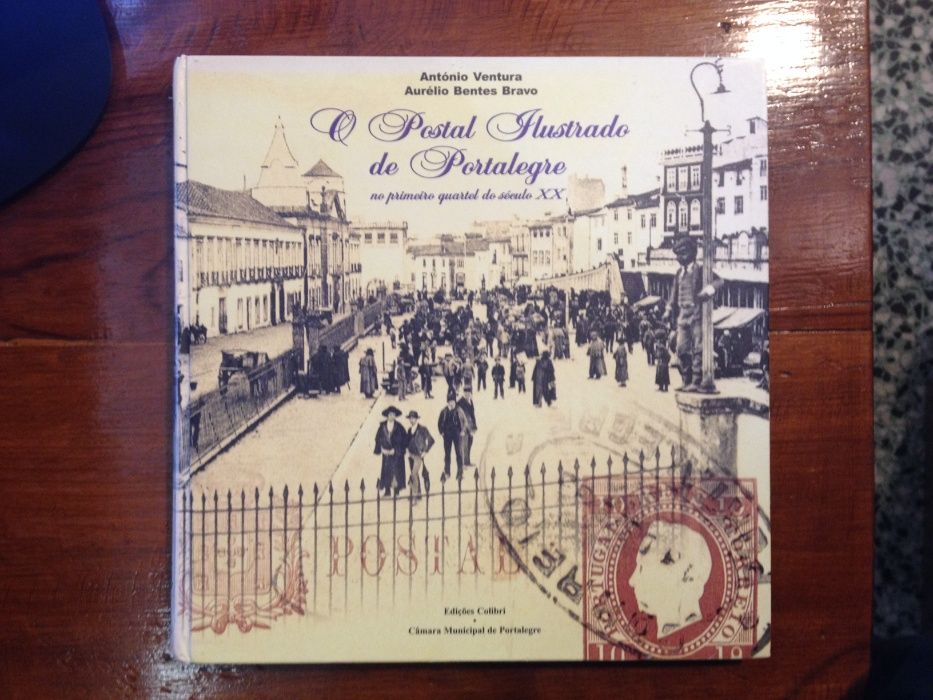 António Ventura
Aurélio Bentes Bravo
O Postal Ilustrado
de Portalegre
no primeiro quartel do século XX
POSTAL
Edições Colibri
Câmara Municipal de Portalegre